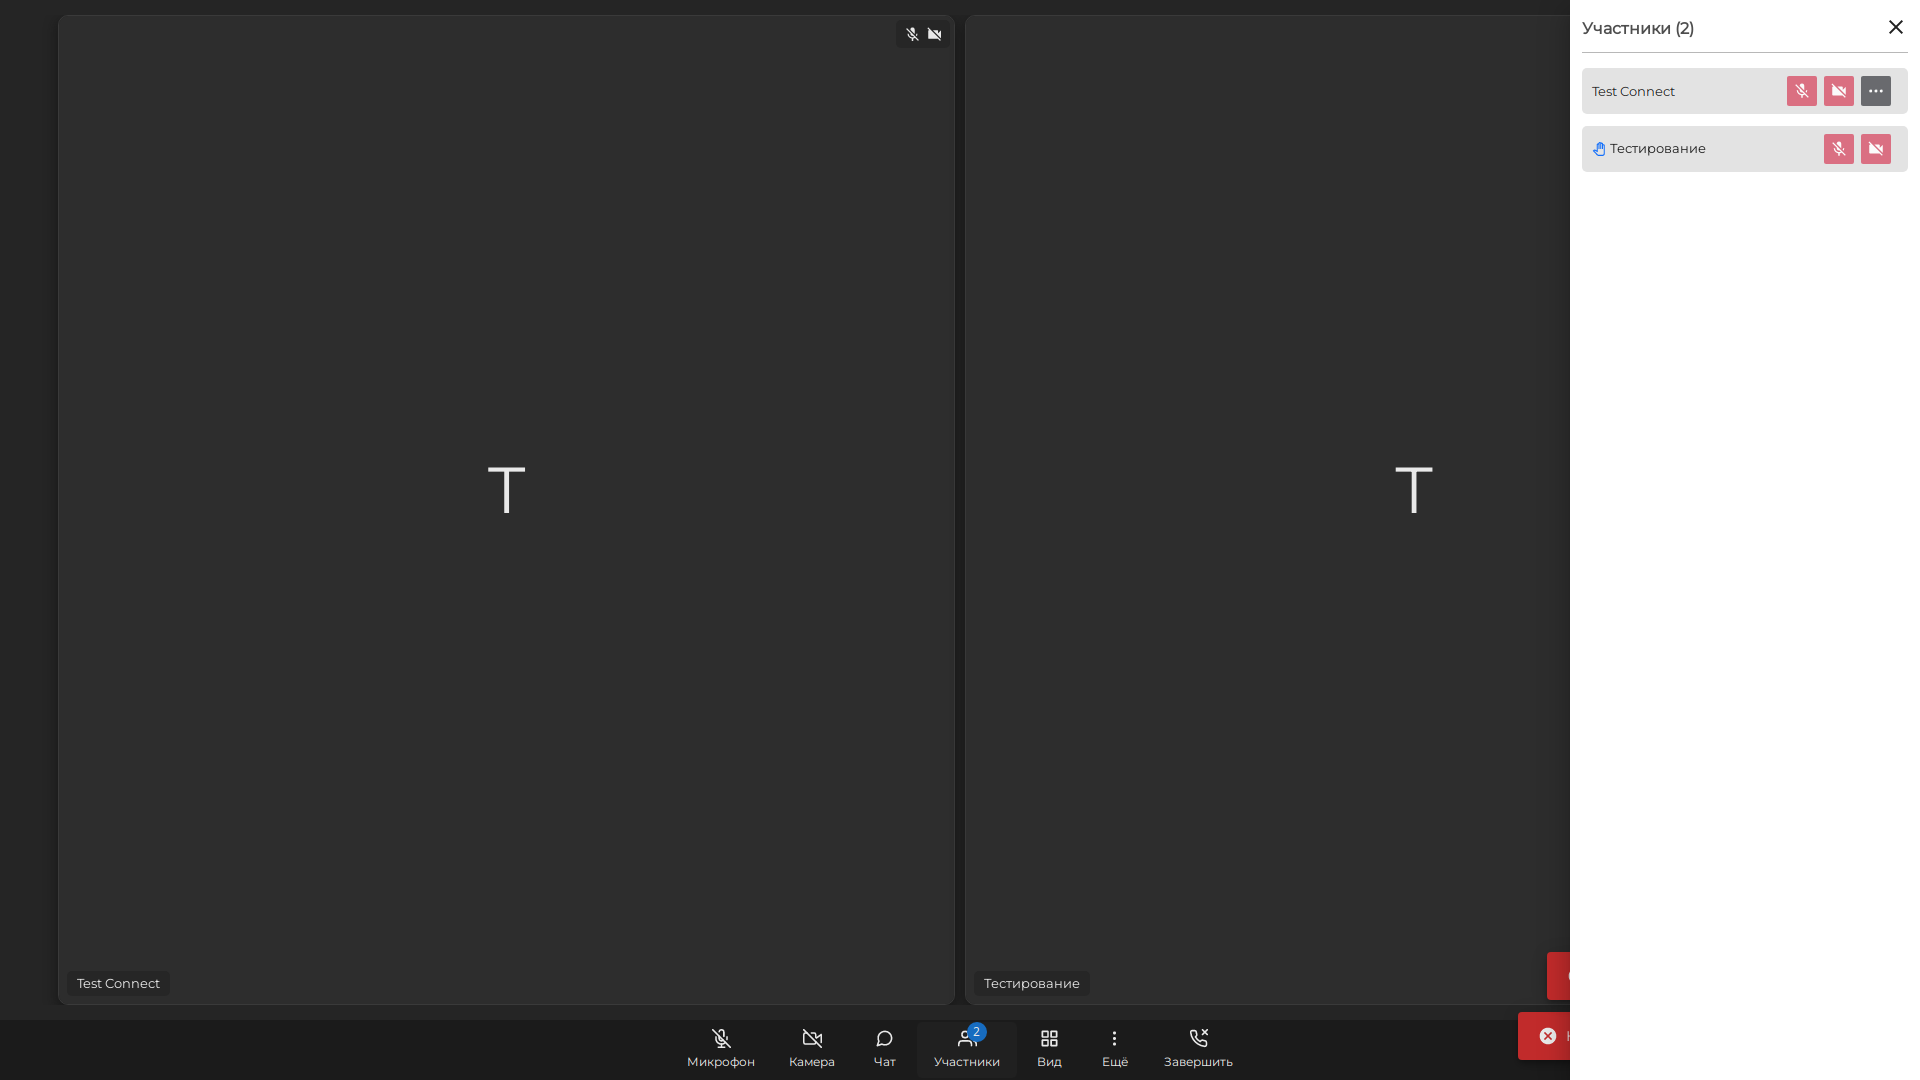 Участники (2)
Test Connect
Тестирование
T
T
Test Connect
Тестирование
2
Микрофон
Камера
Чат
Участники
Вид
Ещё
Завершить